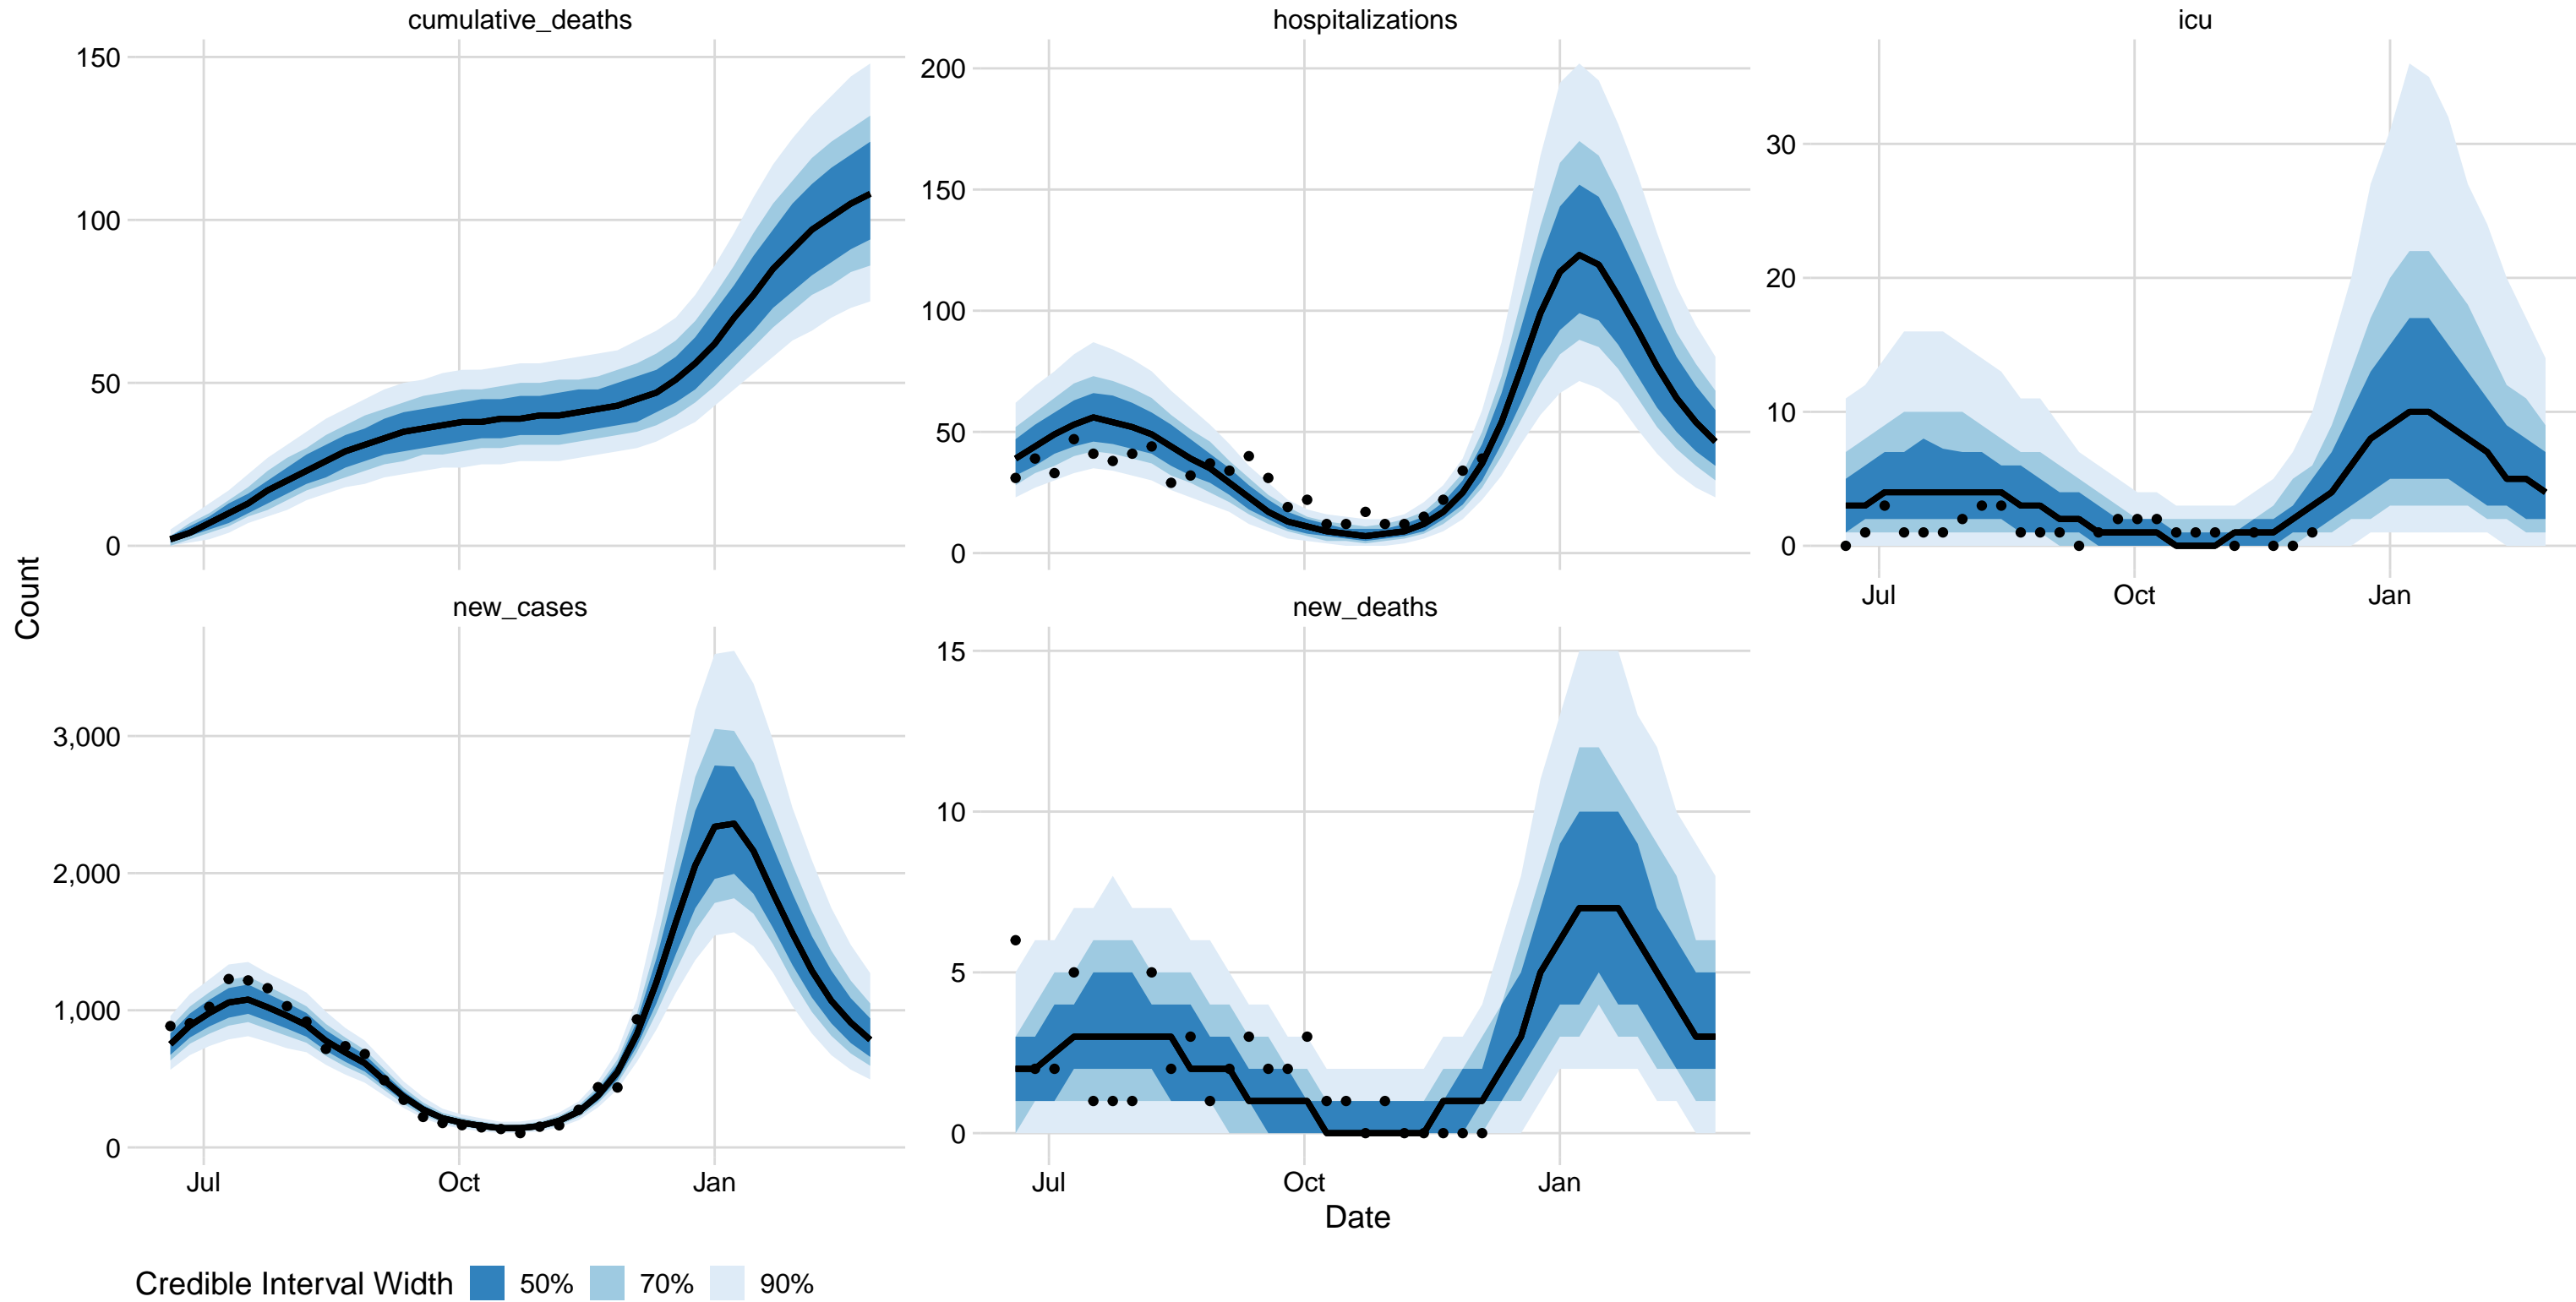 cumulative_deaths
hospitalizations
icu
150
100
50
0
200
150
100
50
0
30
20
10
0
Jul Oct Jan
Count
new_cases
new_deaths
3,000
2,000
1,000
0
15
10
5
0
Jul Oct Jan
Jul Oct Jan
Date
Credible Interval Width 50% 70% 90%